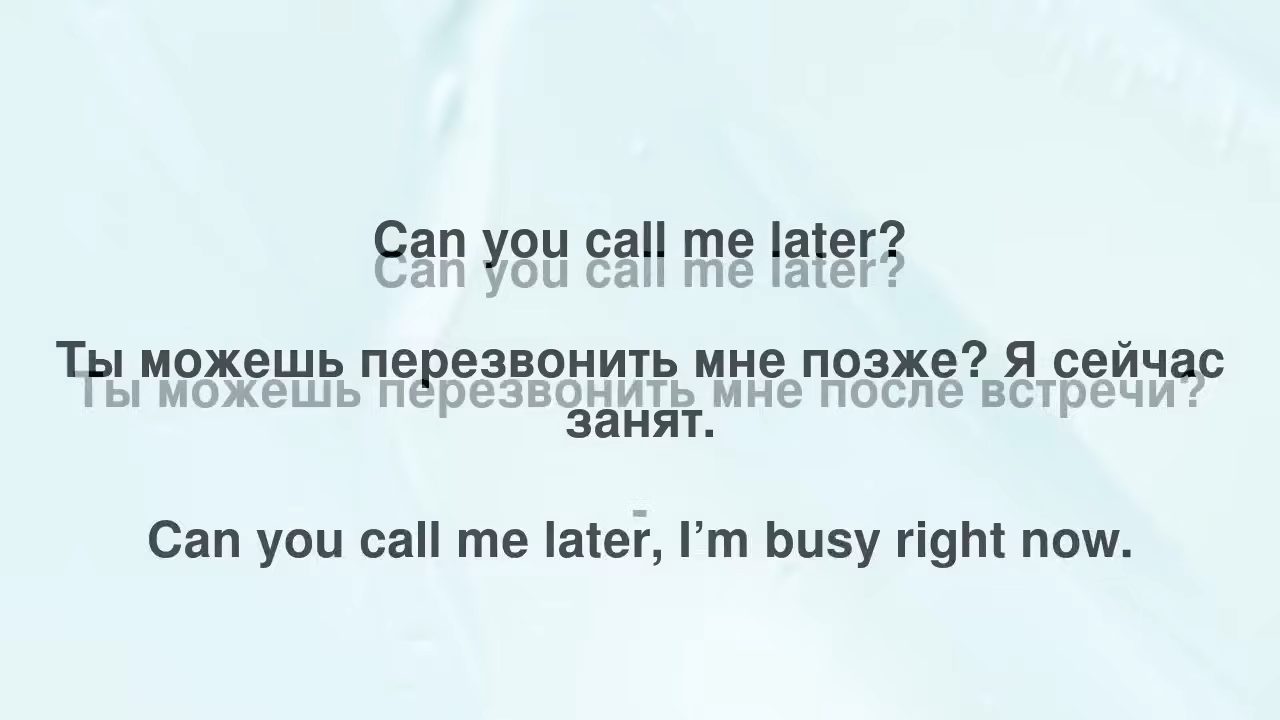 Can you call me later?
Can you call me later?
Ты можешь перезвонить мне позже? Я сейчас
Ты можешь перезвонить мне после встречи?
занят.
-
Can you call me later, I’m busy right now.